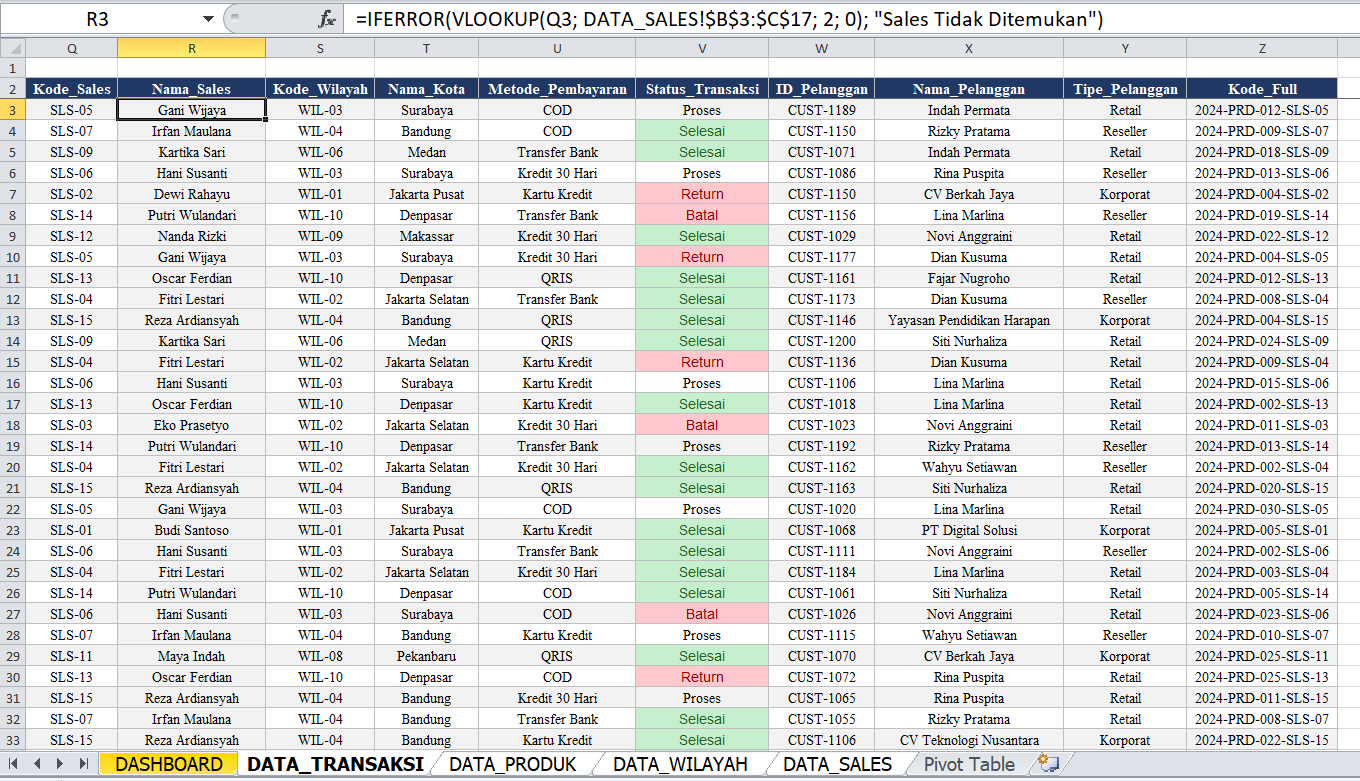 R3 fx =IFERROR(VLOOKUP(Q3; DATA_SALES!$B$3:$C$17; 2; 0); "Sales Tidak Ditemukan")
Q R S T U V W X Y Z
1
2 Kode_Sales Nama_Sales Kode_Wilayah Nama_Kota Metode_Pembayaran Status_Transaksi ID_Pelanggan Nama_Pelanggan Tipe_Pelanggan Kode_Full
3 SLS-05 Gani Wijaya WIL-03 Surabaya COD Proses CUST-1189 Indah Permata Retail 2024-PRD-012-SLS-05
4 SLS-07 Irfan Maulana WIL-04 Bandung COD Selesai CUST-1150 Rizky Pratama Reseller 2024-PRD-009-SLS-07
5 SLS-09 Kartika Sari WIL-06 Medan Transfer Bank Selesai CUST-1071 Indah Permata Retail 2024-PRD-018-SLS-09
6 SLS-06 Hani Susanti WIL-03 Surabaya Kredit 30 Hari Proses CUST-1086 Rina Puspita Reseller 2024-PRD-013-SLS-06
7 SLS-02 Dewi Rahayu WIL-01 Jakarta Pusat Kartu Kredit Return CUST-1150 CV Berkah Jaya Korporat 2024-PRD-004-SLS-02
8 SLS-14 Putri Wulandari WIL-10 Denpasar Transfer Bank Batal CUST-1156 Lina Marlina Reseller 2024-PRD-019-SLS-14
9 SLS-12 Nanda Rizki WIL-09 Makassar Kredit 30 Hari Selesai CUST-1029 Novi Anggraini Retail 2024-PRD-022-SLS-12
10 SLS-05 Gani Wijaya WIL-03 Surabaya Kredit 30 Hari Return CUST-1177 Dian Kusuma Retail 2024-PRD-004-SLS-05
11 SLS-13 Oscar Ferdian WIL-10 Denpasar QRIS Selesai CUST-1161 Fajar Nugroho Retail 2024-PRD-012-SLS-13
12 SLS-04 Fitri Lestari WIL-02 Jakarta Selatan Transfer Bank Selesai CUST-1173 Dian Kusuma Reseller 2024-PRD-008-SLS-04
13 SLS-15 Reza Ardiansyah WIL-04 Bandung QRIS Selesai CUST-1146 Yayasan Pendidikan Harapan Korporat 2024-PRD-004-SLS-15
14 SLS-09 Kartika Sari WIL-06 Medan QRIS Selesai CUST-1200 Siti Nurhaliza Retail 2024-PRD-024-SLS-09
15 SLS-04 Fitri Lestari WIL-02 Jakarta Selatan Kartu Kredit Return CUST-1136 Dian Kusuma Retail 2024-PRD-009-SLS-04
16 SLS-06 Hani Susanti WIL-03 Surabaya Kartu Kredit Proses CUST-1106 Lina Marlina Retail 2024-PRD-015-SLS-06
17 SLS-13 Oscar Ferdian WIL-10 Denpasar Kartu Kredit Selesai CUST-1018 Lina Marlina Retail 2024-PRD-002-SLS-13
18 SLS-03 Eko Prasetyo WIL-02 Jakarta Selatan Kredit 30 Hari Batal CUST-1023 Novi Anggraini Retail 2024-PRD-011-SLS-03
19 SLS-14 Putri Wulandari WIL-10 Denpasar Transfer Bank Proses CUST-1192 Rizky Pratama Reseller 2024-PRD-013-SLS-14
20 SLS-04 Fitri Lestari WIL-02 Jakarta Selatan Kredit 30 Hari Selesai CUST-1162 Wahyu Setiawan Reseller 2024-PRD-002-SLS-04
21 SLS-15 Reza Ardiansyah WIL-04 Bandung QRIS Selesai CUST-1163 Siti Nurhaliza Retail 2024-PRD-020-SLS-15
22 SLS-05 Gani Wijaya WIL-03 Surabaya COD Proses CUST-1020 Lina Marlina Retail 2024-PRD-030-SLS-05
23 SLS-01 Budi Santoso WIL-01 Jakarta Pusat Kartu Kredit Selesai CUST-1068 PT Digital Solusi Korporat 2024-PRD-005-SLS-01
24 SLS-06 Hani Susanti WIL-03 Surabaya Transfer Bank Selesai CUST-1111 Novi Anggraini Reseller 2024-PRD-002-SLS-06
25 SLS-04 Fitri Lestari WIL-02 Jakarta Selatan Kredit 30 Hari Selesai CUST-1184 Lina Marlina Retail 2024-PRD-003-SLS-04
26 SLS-14 Putri Wulandari WIL-10 Denpasar COD Selesai CUST-1061 Siti Nurhaliza Retail 2024-PRD-005-SLS-14
27 SLS-06 Hani Susanti WIL-03 Surabaya COD Batal CUST-1026 Novi Anggraini Retail 2024-PRD-023-SLS-06
28 SLS-07 Irfan Maulana WIL-04 Bandung Kartu Kredit Proses CUST-1115 Wahyu Setiawan Reseller 2024-PRD-010-SLS-07
29 SLS-11 Maya Indah WIL-08 Pekanbaru QRIS Selesai CUST-1070 CV Berkah Jaya Korporat 2024-PRD-025-SLS-11
30 SLS-13 Oscar Ferdian WIL-10 Denpasar COD Return CUST-1072 Rina Puspita Retail 2024-PRD-025-SLS-13
31 SLS-15 Reza Ardiansyah WIL-04 Bandung Kredit 30 Hari Proses CUST-1065 Rina Puspita Retail 2024-PRD-011-SLS-15
32 SLS-07 Irfan Maulana WIL-04 Bandung Transfer Bank Selesai CUST-1055 Rizky Pratama Retail 2024-PRD-008-SLS-07
33 SLS-15 Reza Ardiansyah WIL-04 Bandung Kartu Kredit Selesai CUST-1106 CV Teknologi Nusantara Korporat 2024-PRD-022-SLS-15
DASHBOARD DATA_TRANSAKSI DATA_PRODUK DATA_WILAYAH DATA_SALES Pivot Table